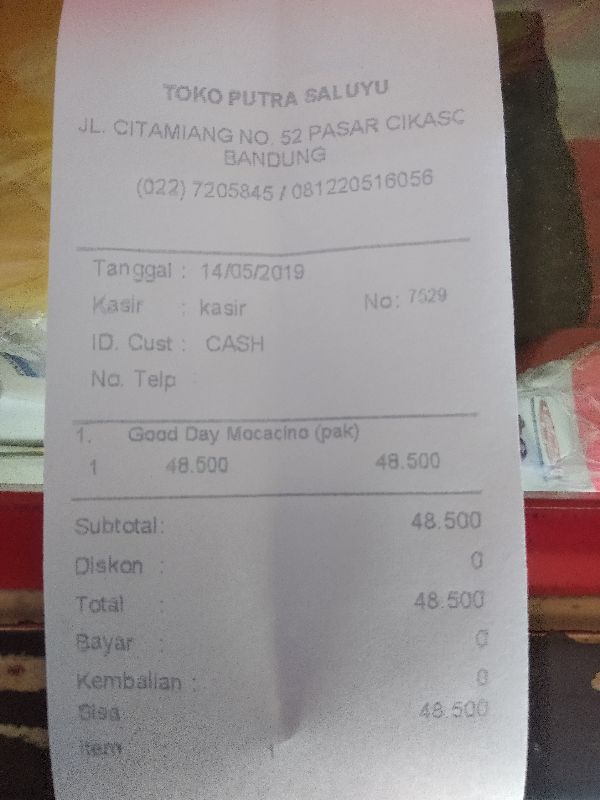 TOKO PUTRA SALUYU
JL. CITAMIANG NO. 52 PASAR CIKASO
BANDUNG
(022) 7205845 / 081220516056
Tanggal : 14/05/2019
Kasir : kasir No: 7529
ID. Cust : CASH
No. Telp :
1. Good Day Mocacino (pak)
1 48.500 48.500
Subtotal: 48.500
Diskon : 0
Total : 48.500
Bayar : 0
Kembalian : 0
Sisa 48.500
Item 1